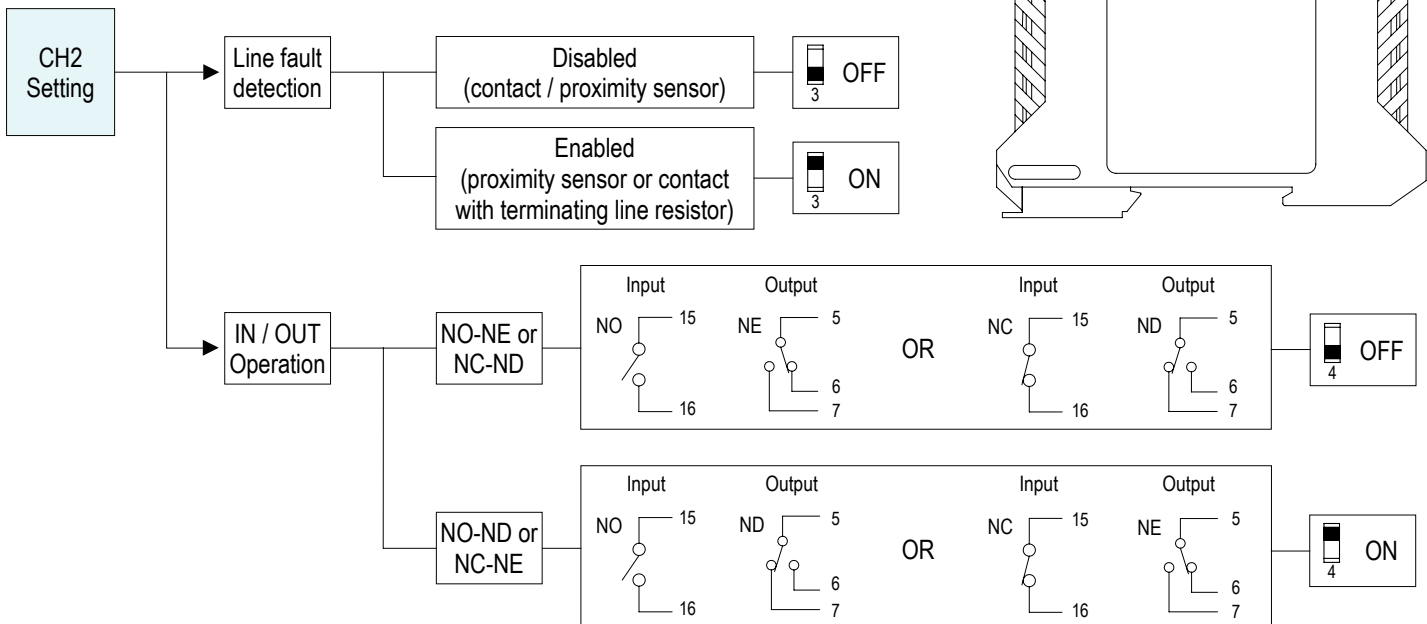 CH2
Setting
Line fault
detection
Disabled
(contact / proximity sensor)
3
OFF
Enabled
(proximity sensor or contact
with terminating line resistor)
3
ON
IN / OUT
Operation
NO-NE or
NC-ND
Input
Output
Input
Output
NO
15
16
NE
5
6
7
OR
NC
15
16
ND
5
6
7
4
OFF
NO-ND or
NC-NE
Input
Output
Input
Output
NO
15
16
ND
5
6
7
OR
NC
15
16
NE
5
6
7
4
ON